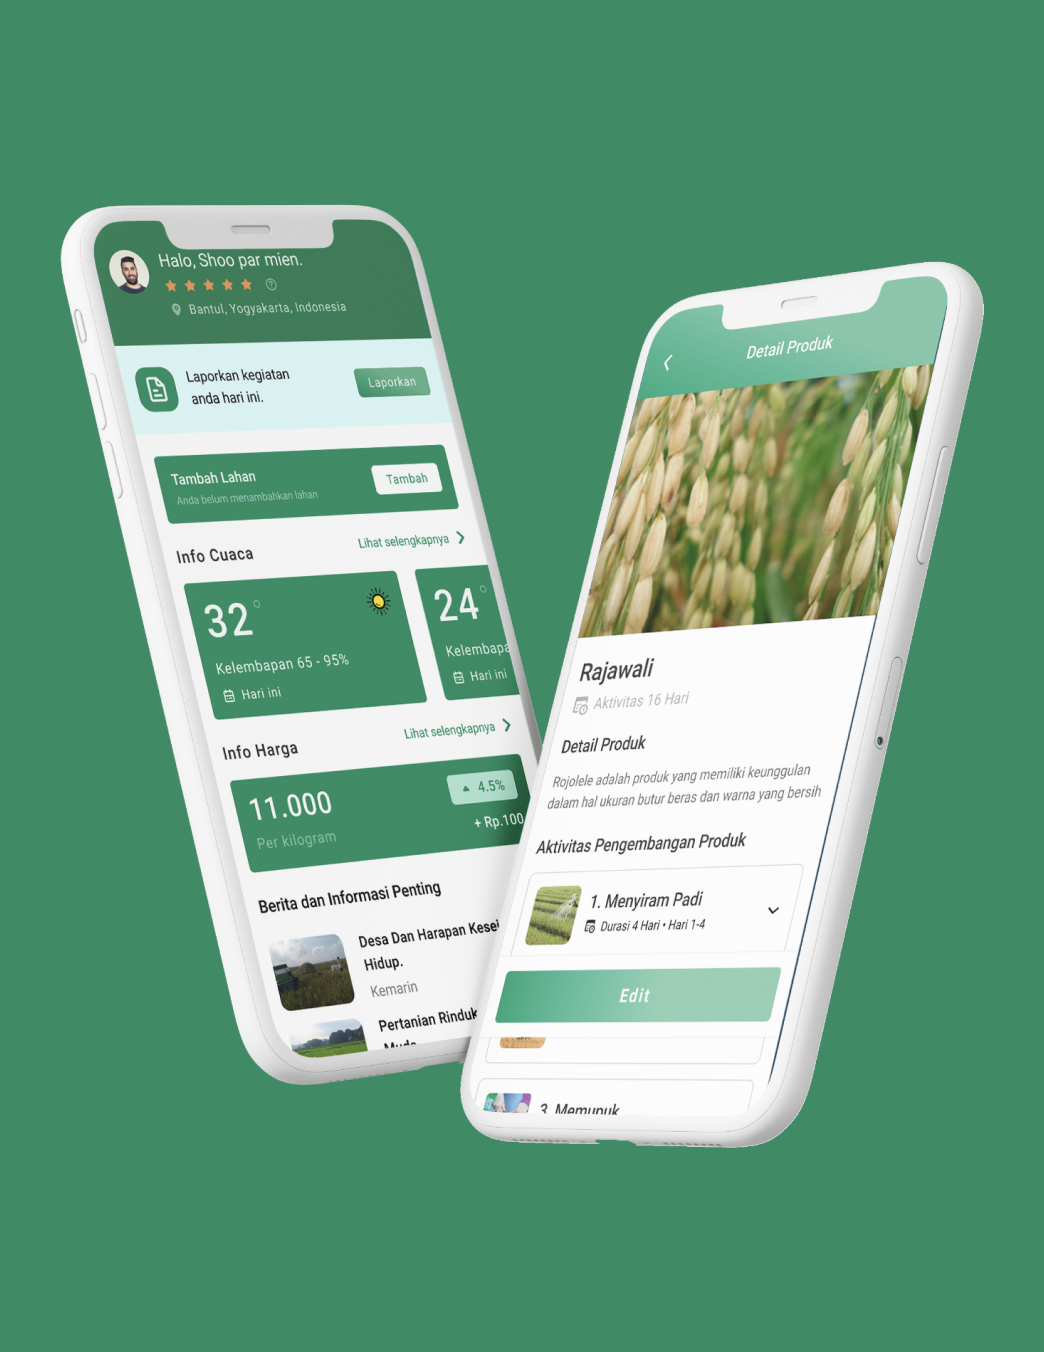 Halo, Shoo par mien.
Bantul, Yogyakarta, Indonesia
Laporkan kegiatan
anda hari ini.
Laporkan
Tambah Lahan
Anda belum menambahkan lahan
Tambah
Info Cuaca
Lihat selengkapnya
32°
Kelembapan 65 - 95%
Hari ini
24°
Kelembapa
Hari ini
Info Harga
Lihat selengkapnya
11.000
Per kilogram
4.5%
+ Rp.100
Berita dan Informasi Penting
Desa Dan Harapan Kesei
Hidup.
Kemarin
Pertanian Rinduk
Muda
Detail Produk
Rajawali
Aktivitas 16 Hari
Detail Produk
Rojolele adalah produk yang memiliki keunggulan
dalam hal ukuran butur beras dan warna yang bersih
Aktivitas Pengembangan Produk
1. Menyiram Padi
Durasi 4 Hari • Hari 1-4
Edit
3. Memupuk